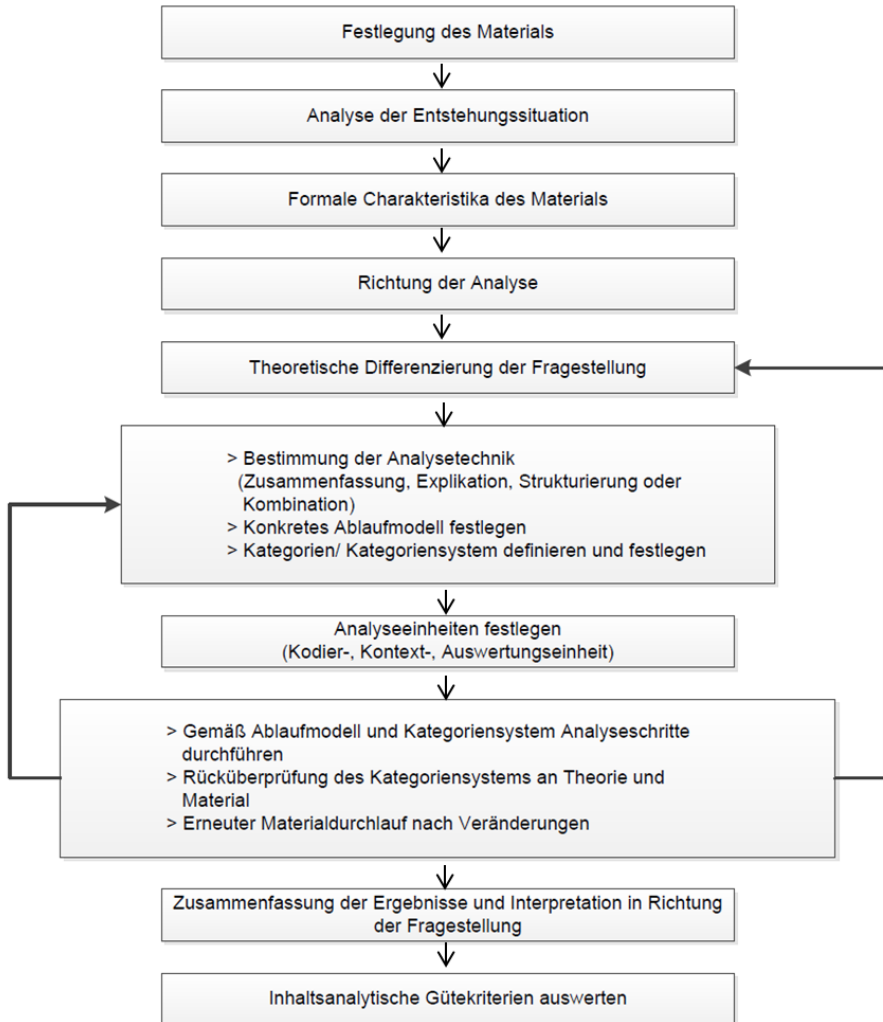 Festlegung des Materials
Analyse der Entstehungssituation
Formale Charakteristika des Materials
Richtung der Analyse
Theoretische Differenzierung der Fragestellung
> Bestimmung der Analysetechnik
(Zusammenfassung, Explikation, Strukturierung oder
Kombination)
> Konkretes Ablaufmodell festlegen
> Kategorien/ Kategoriensystem definieren und festlegen
Analyseeinheiten festlegen
(Kodier-, Kontext-, Auswertungseinheit)
> Gemäß Ablaufmodell und Kategoriensystem Analyseschritte
durchführen
> Rücküberprüfung des Kategoriensystems an Theorie und
Material
> Erneuter Materialdurchlauf nach Veränderungen
Zusammenfassung der Ergebnisse und Interpretation in Richtung
der Fragestellung
Inhaltsanalytische Gütekriterien auswerten